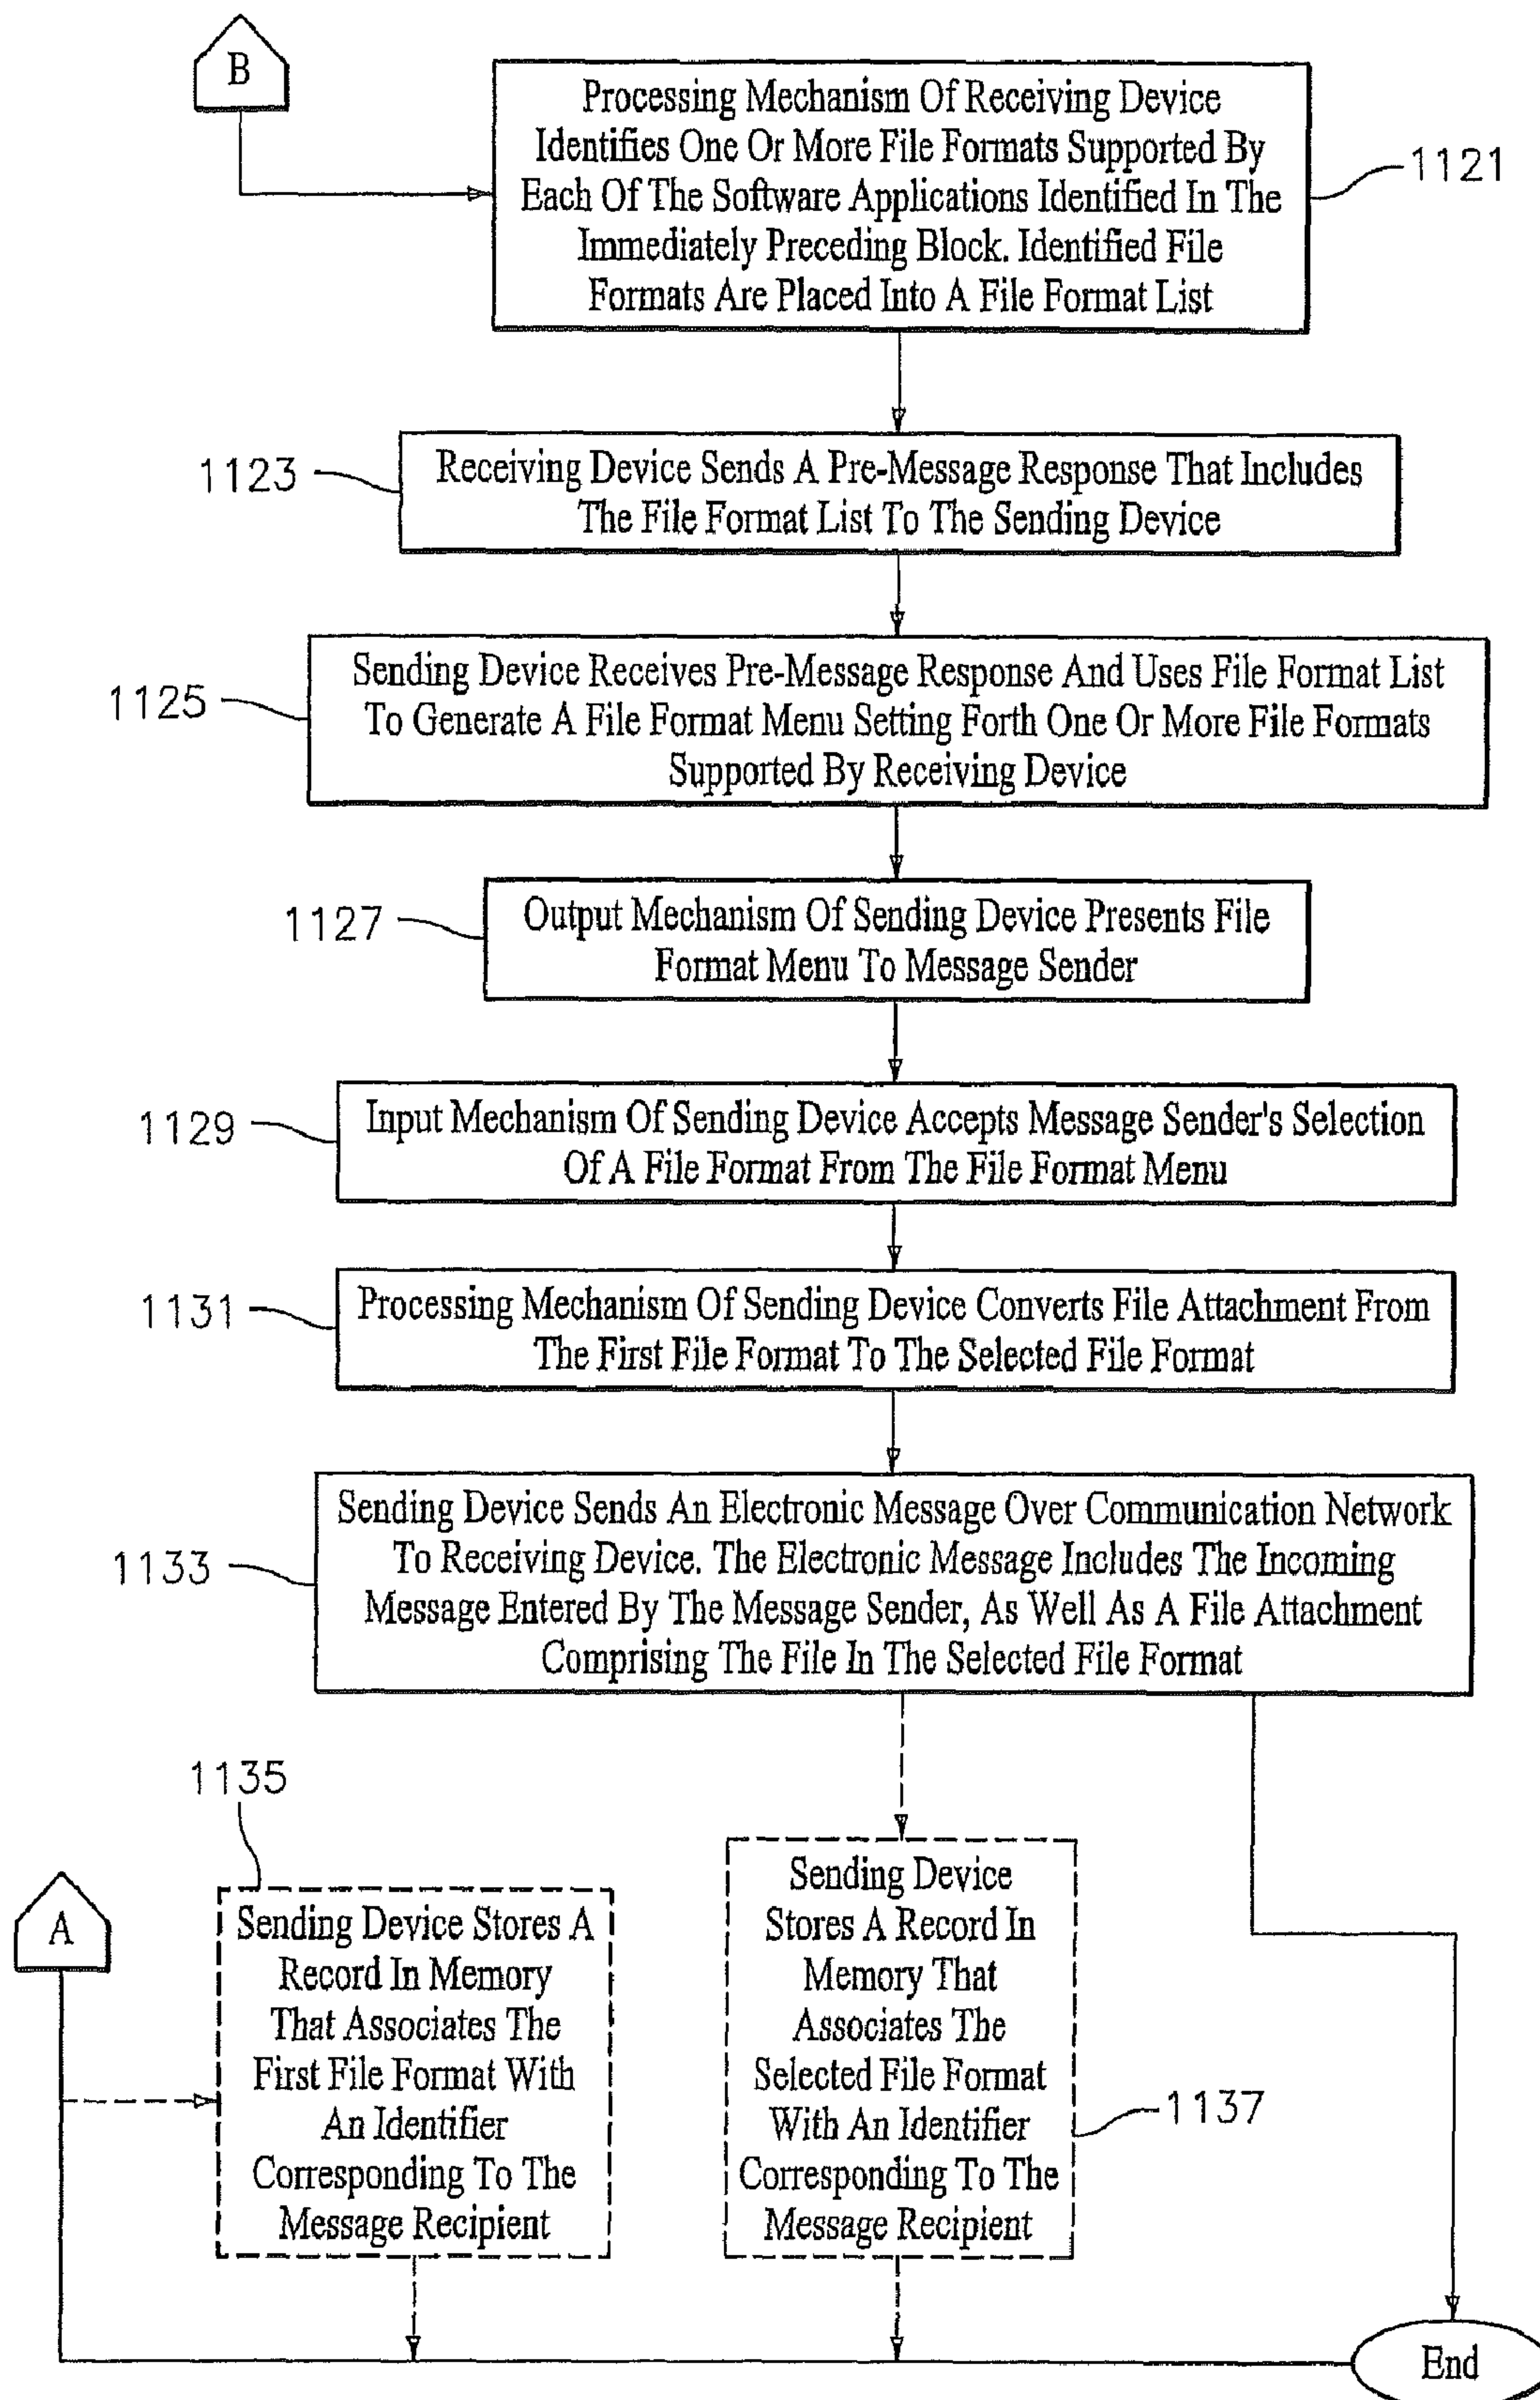 B
Processing Mechanism Of Receiving Device
Identifies One Or More File Formats Supported By
Each Of The Software Applications Identified In The
Immediately Preceding Block. Identified File
Formats Are Placed Into A File Format List
1121
1123
Receiving Device Sends A Pre-Message Response That Includes
The File Format List To The Sending Device
1125
Sending Device Receives Pre-Message Response And Uses File Format List
To Generate A File Format Menu Setting Forth One Or More File Formats
Supported By Receiving Device
1127
Output Mechanism Of Sending Device Presents File
Format Menu To Message Sender
1129
Input Mechanism Of Sending Device Accepts Message Sender's Selection
Of A File Format From The File Format Menu
1131
Processing Mechanism Of Sending Device Converts File Attachment From
The First File Format To The Selected File Format
1133
Sending Device Sends An Electronic Message Over Communication Network
To Receiving Device. The Electronic Message Includes The Incoming
Message Entered By The Message Sender, As Well As A File Attachment
Comprising The File In The Selected File Format
1135
A
Sending Device Stores A
Record In Memory
That Associates The
First File Format With
An Identifier
Corresponding To The
Message Recipient
Sending Device
Stores A Record In
Memory That
Associates The
Selected File Format
With An Identifier
Corresponding To The
Message Recipient
1137
End